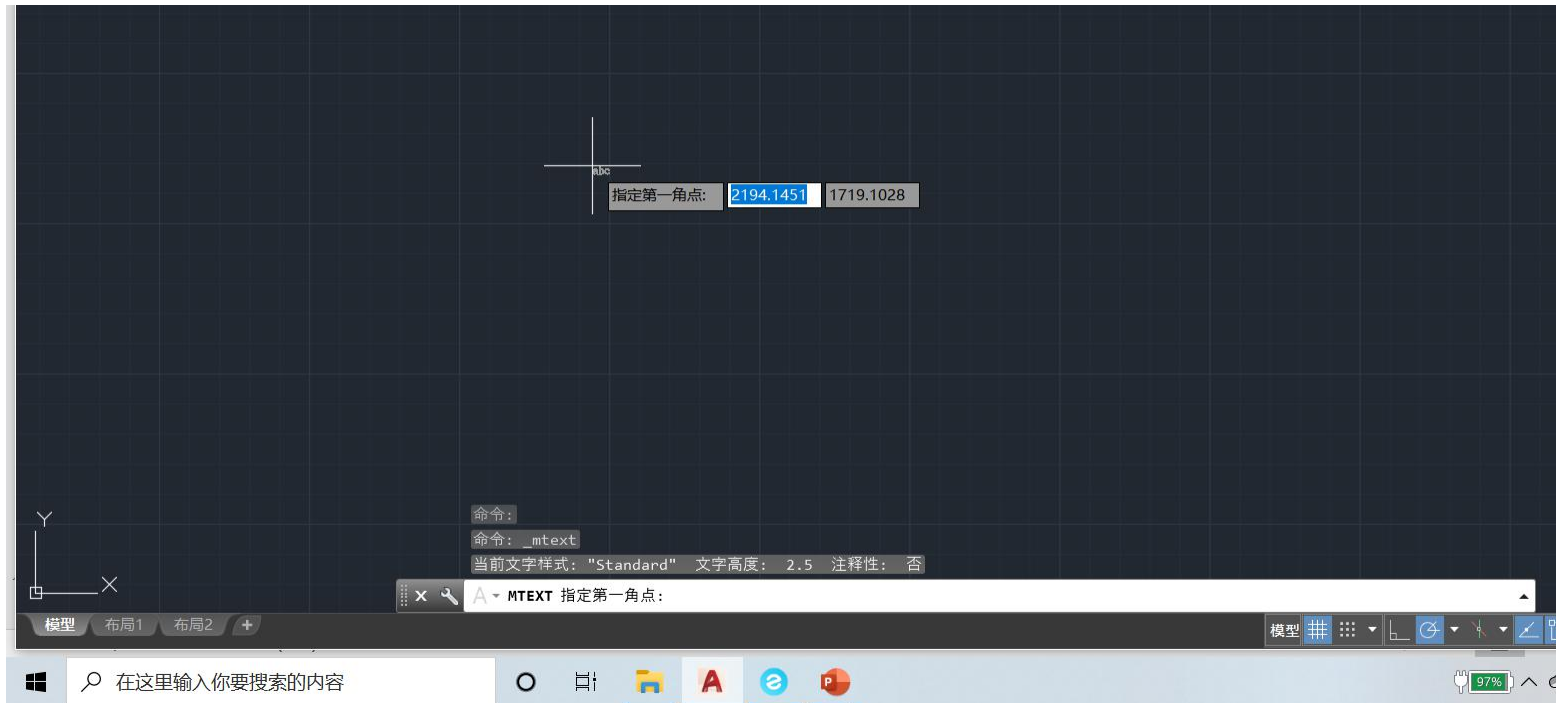 abc
指定第一角点: 2194.1451 1719.1028
Y
命令:
命令: _mtext
当前文字样式: "Standard" 文字高度: 2.5 注释性: 否
X
A MTEXT 指定第一角点:
模型 布局1 布局2 +
模型
在这里输入你要搜索的内容
A
P
97%